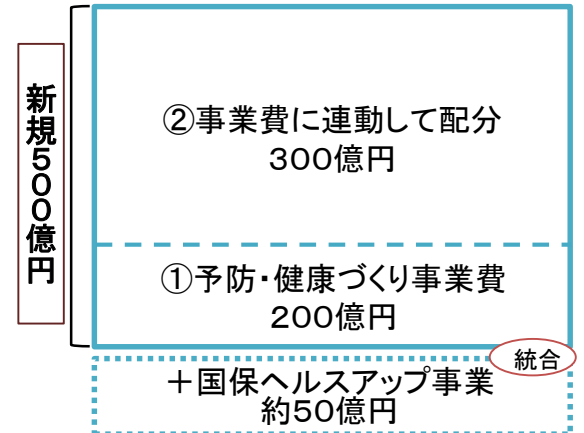 新規500億円
②事業費に連動して配分
300億円
①予防・健康づくり事業費
200億円
統合
＋国保ヘルスアップ事業
約50億円